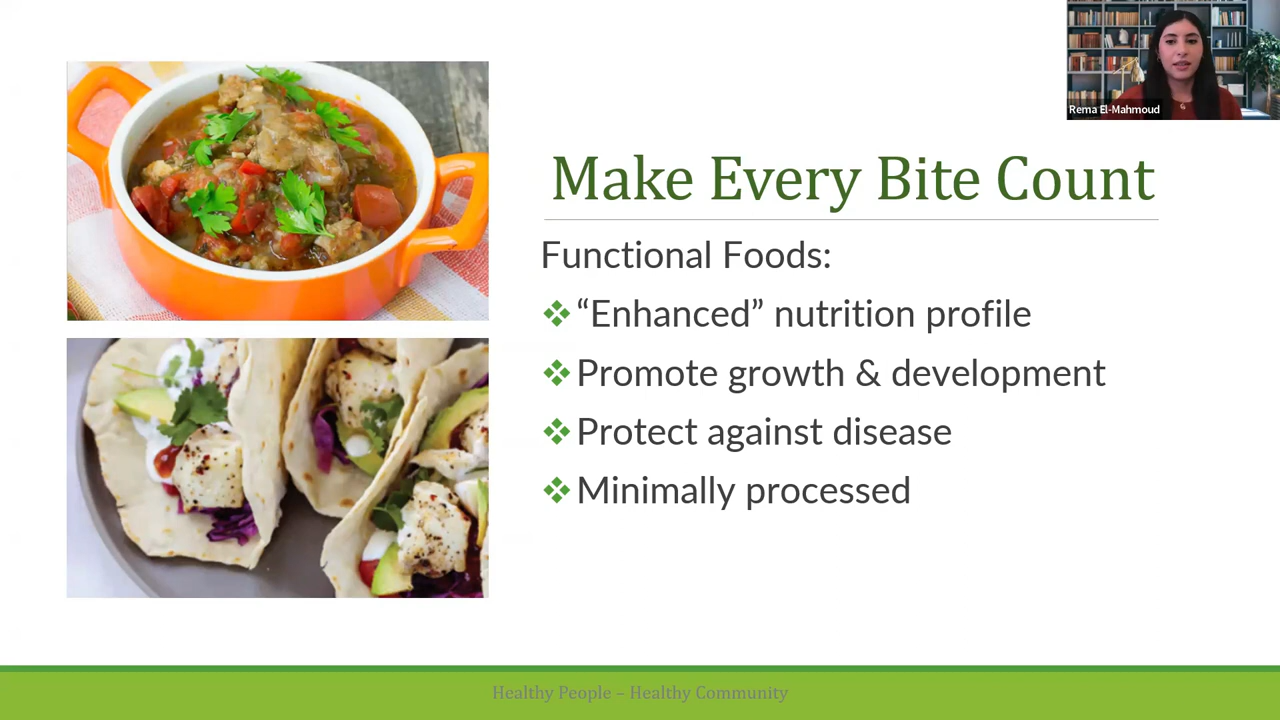 Rema El-Mahmoud
Make Every Bite Count
Functional Foods:
“Enhanced” nutrition profile
Promote growth & development
Protect against disease
Minimally processed
Healthy People – Healthy Community